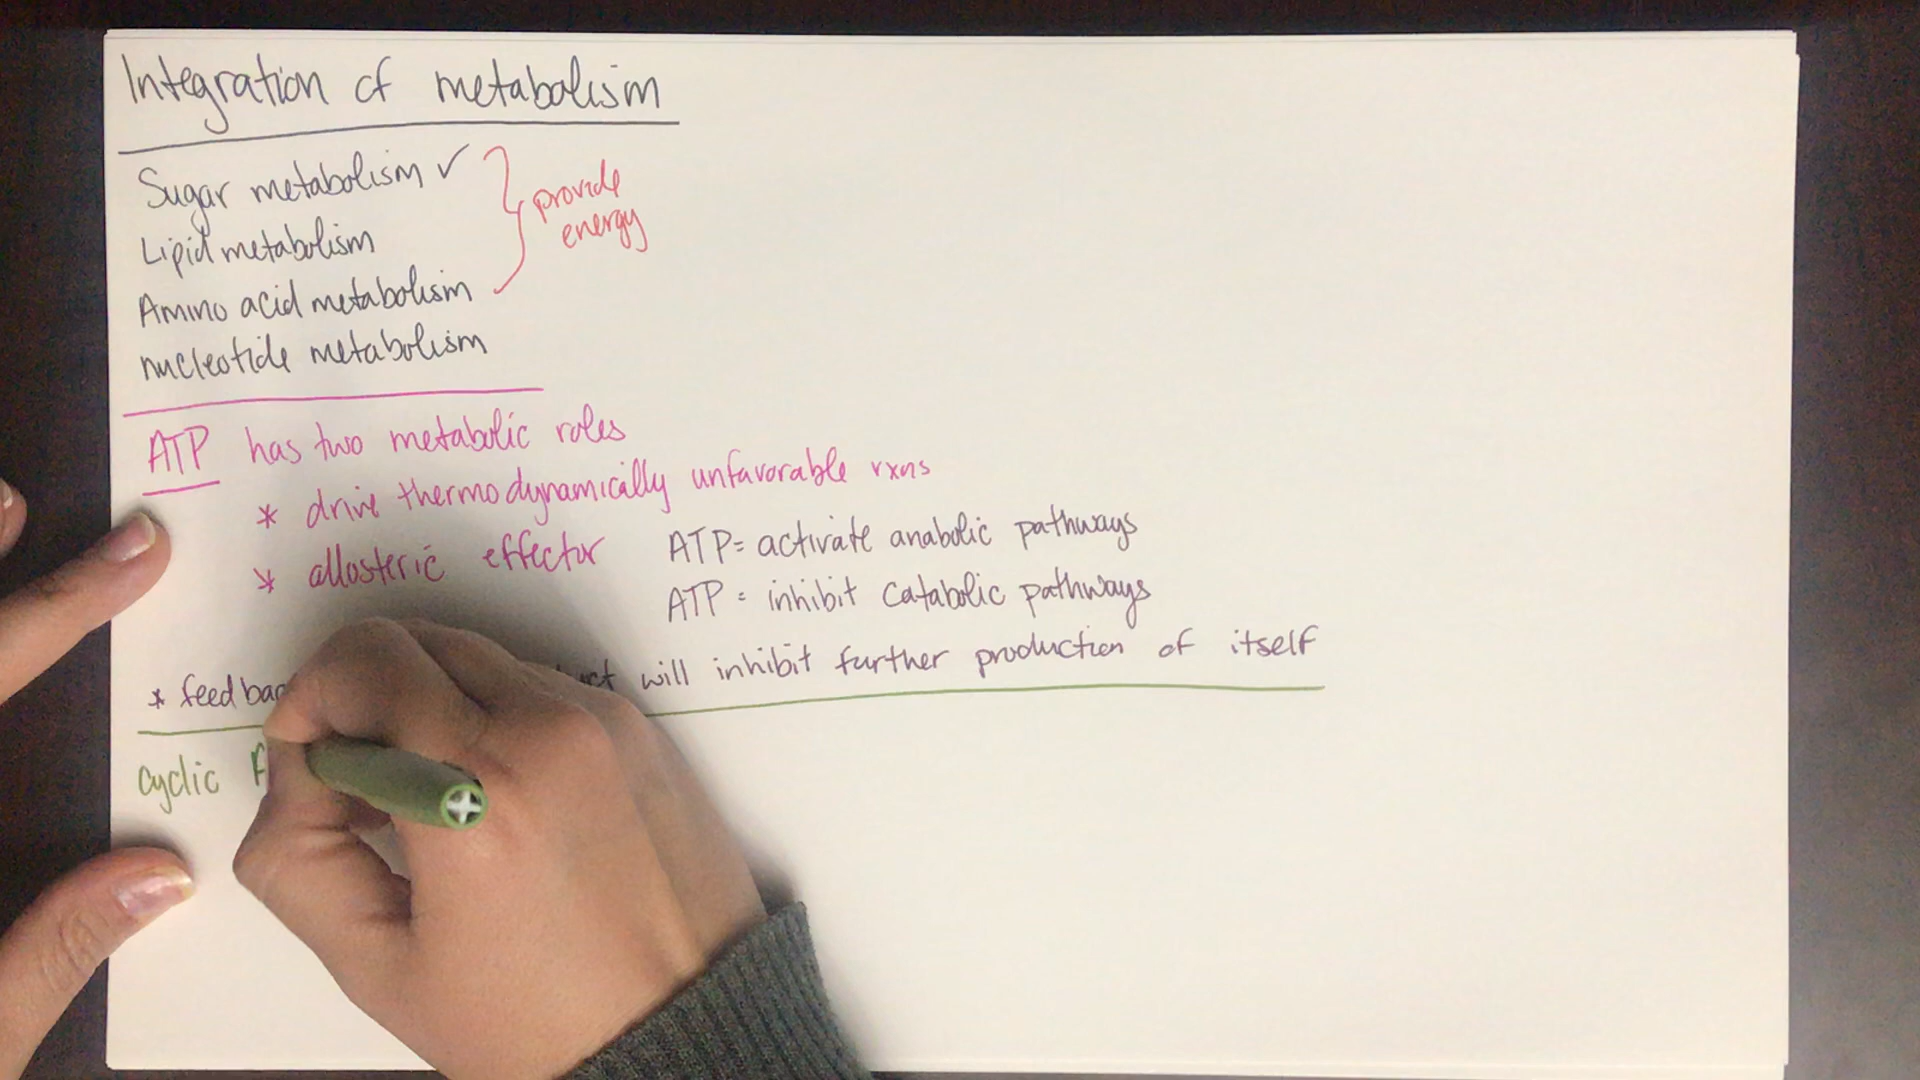 Integration of metabolism
Sugar metabolism ✓
Lipid metabolism
Amino acid metabolism
nucleotide metabolism
provide
energy
ATP has two metabolic roles
* drive thermodynamically unfavorable rxns
* allosteric effector
ATP = activate anabolic pathways
ATP = inhibit catabolic pathways
* feedbac will inhibit further production of itself
cyclic